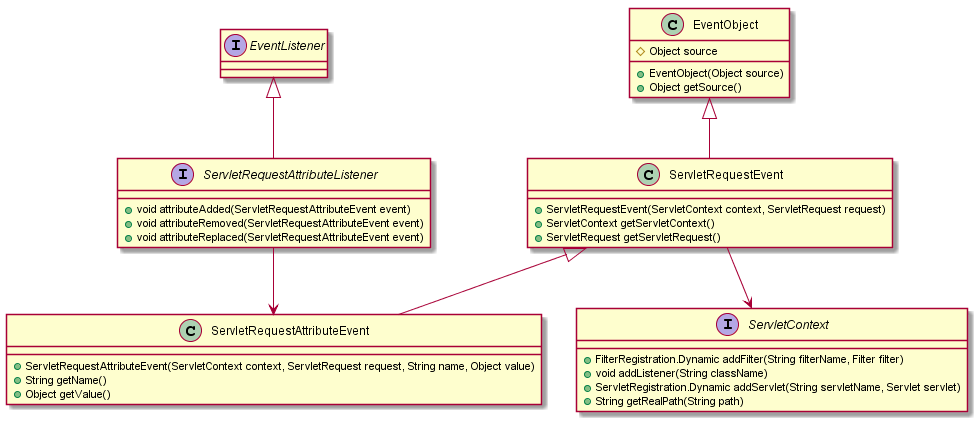 I EventListener
C EventObject
Object source
EventObject(Object source)
Object getSource()
I ServletRequestAttributeListener
void attributeAdded(ServletRequestAttributeEvent event)
void attributeRemoved(ServletRequestAttributeEvent event)
void attributeReplaced(ServletRequestAttributeEvent event)
C ServletRequestEvent
ServletRequestEvent(ServletContext context, ServletRequest request)
ServletContext getServletContext()
ServletRequest getServletRequest()
C ServletRequestAttributeEvent
ServletRequestAttributeEvent(ServletContext context, ServletRequest request, String name, Object value)
String getName()
Object getValue()
I ServletContext
FilterRegistration.Dynamic addFilter(String filterName, Filter filter)
void addListener(String className)
ServletRegistration.Dynamic addServlet(String servletName, Servlet servlet)
String getRealPath(String path)